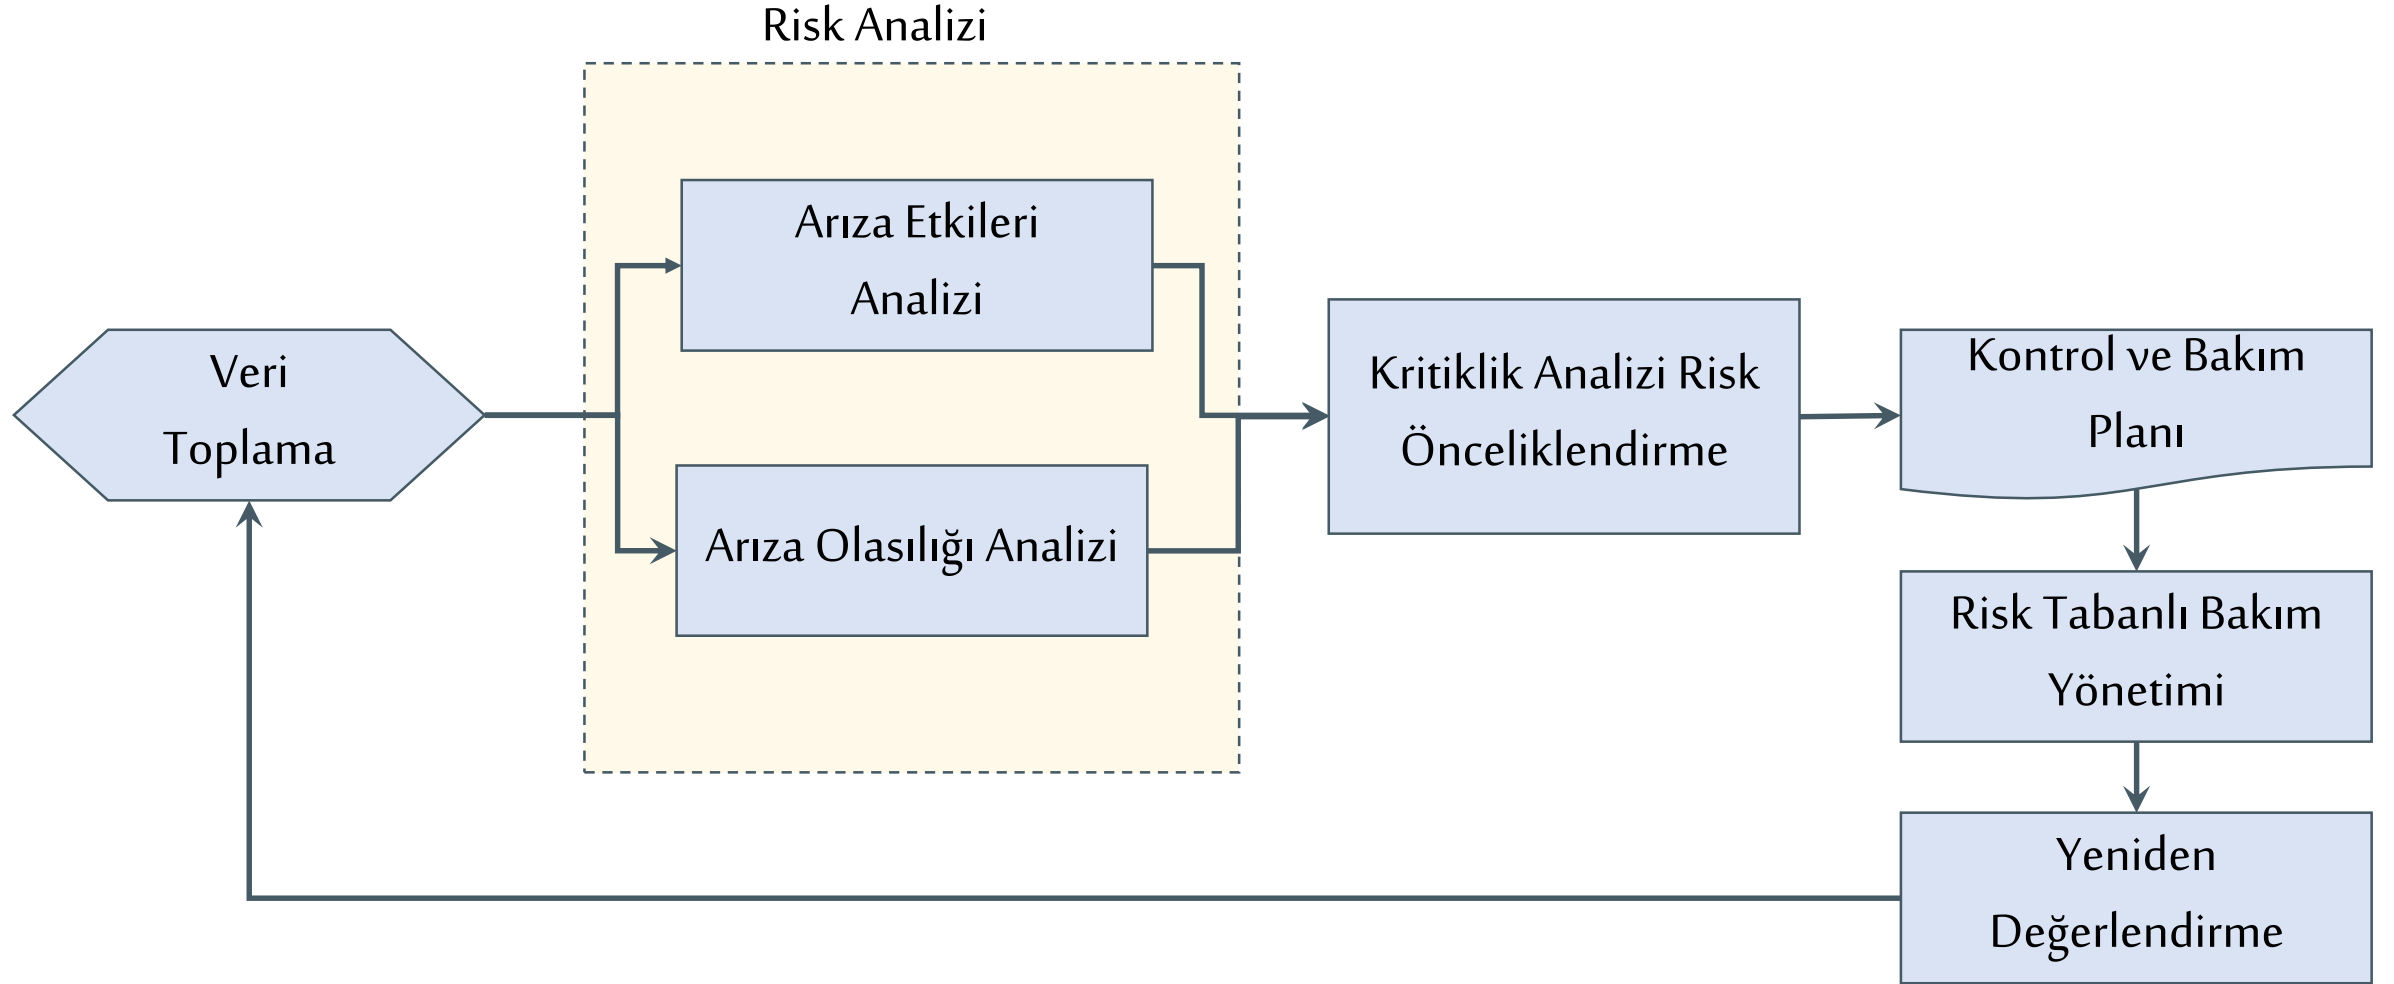 Risk Analizi
Veri
Toplama
Arıza Etkileri
Analizi
Arıza Olasılığı Analizi
Kritiklik Analizi Risk
Önceliklendirme
Kontrol ve Bakım
Planı
Risk Tabanlı Bakım
Yönetimi
Yeniden
Değerlendirme